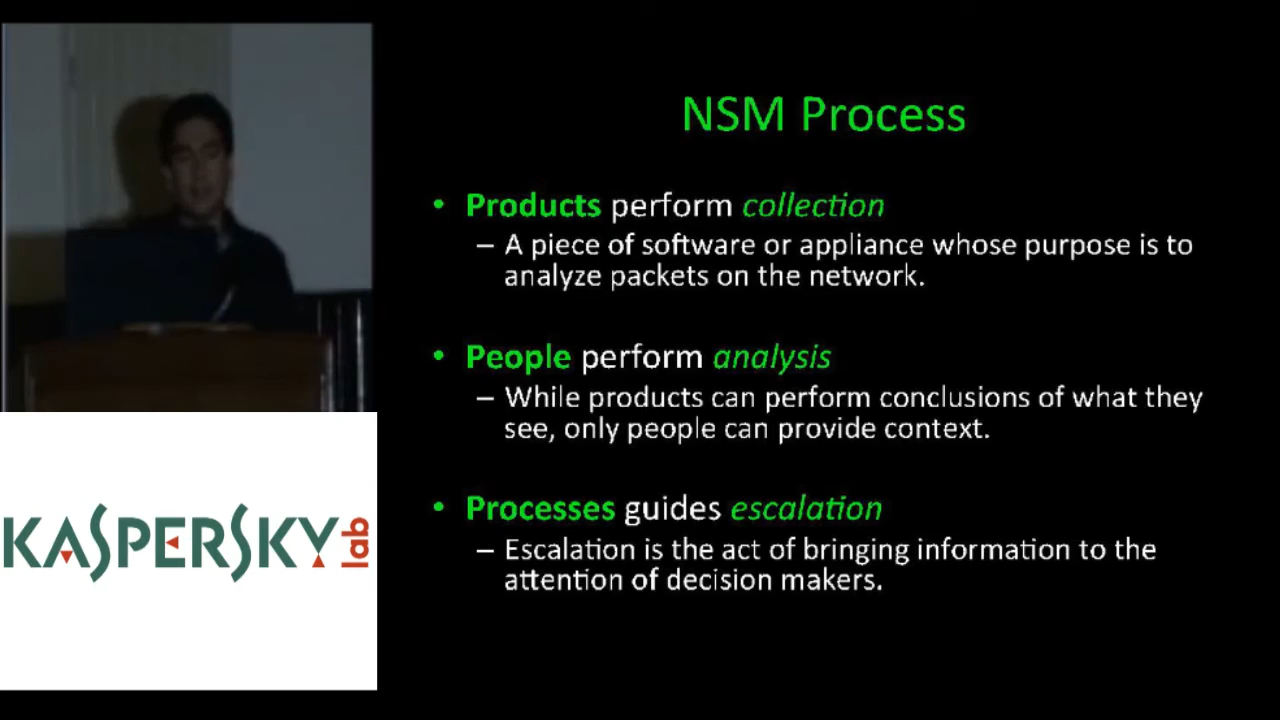 NSM Process
• Products perform collection
– A piece of software or appliance whose purpose is to
analyze packets on the network.
• People perform analysis
– While products can perform conclusions of what they
see, only people can provide context.
• Processes guides escalation
– Escalation is the act of bringing information to the
attention of decision makers.
KASPERSKY lab